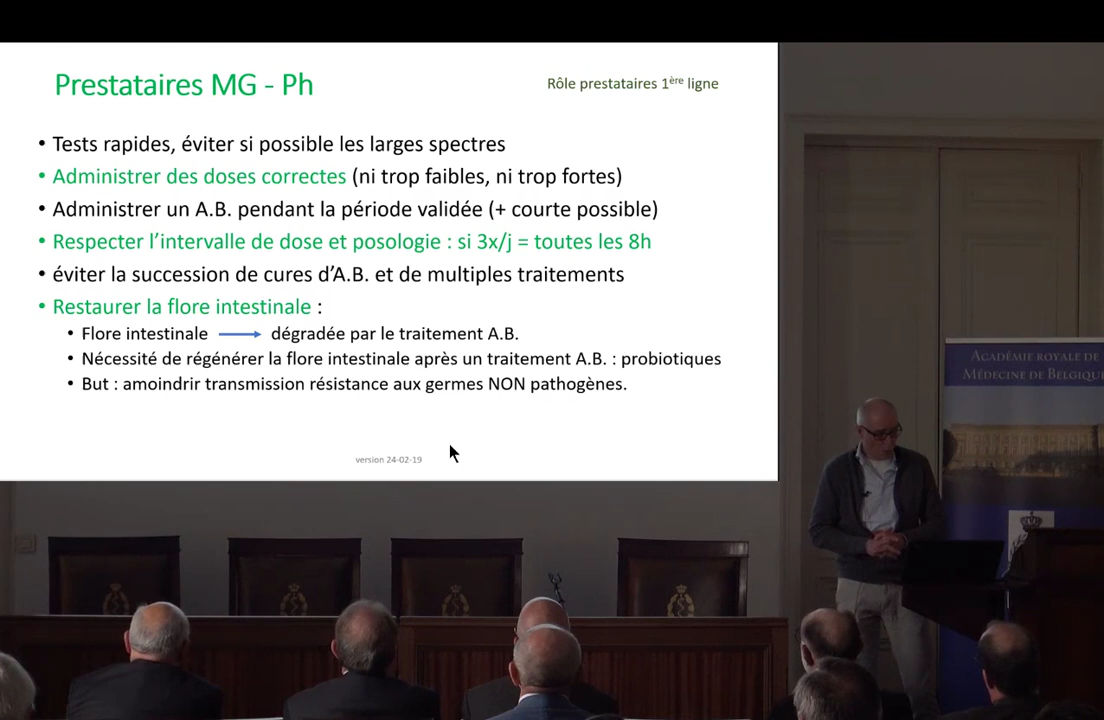 Prestataires MG - Ph
Rôle prestataires 1ère ligne
• Tests rapides, éviter si possible les larges spectres
• Administrer des doses correctes (ni trop faibles, ni trop fortes)
• Administrer un A.B. pendant la période validée (+ courte possible)
• Respecter l'intervalle de dose et posologie : si 3x/j = toutes les 8h
• éviter la succession de cures d'A.B. et de multiples traitements
• Restaurer la flore intestinale :
• Flore intestinale → dégradée par le traitement A.B.
• Nécessité de régénérer la flore intestinale après un traitement A.B. : probiotiques
• But : amoindrir transmission résistance aux germes NON pathogènes.
version 24-02-19
ACADÉMIE ROYALE DE
MÉDECINE DE BELGIQUE